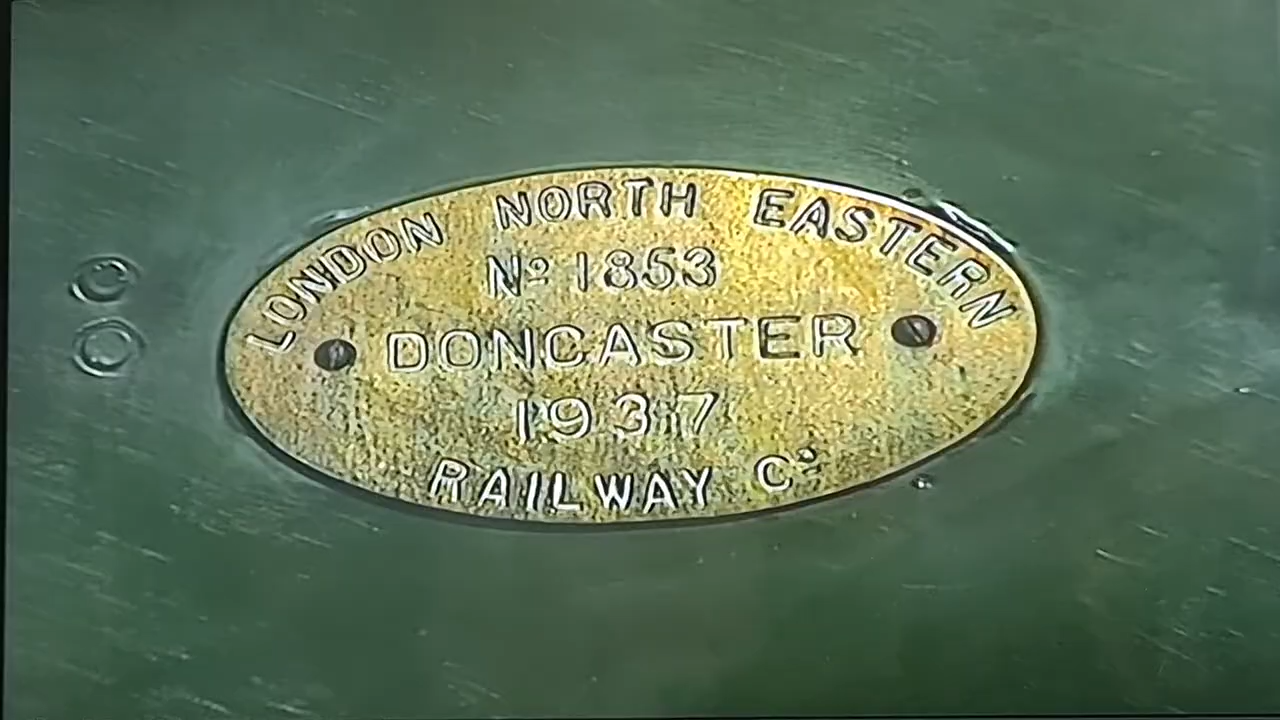 LONDON NORTH EASTERN
Nº 1853
DONCASTER
1937
RAILWAY Cº